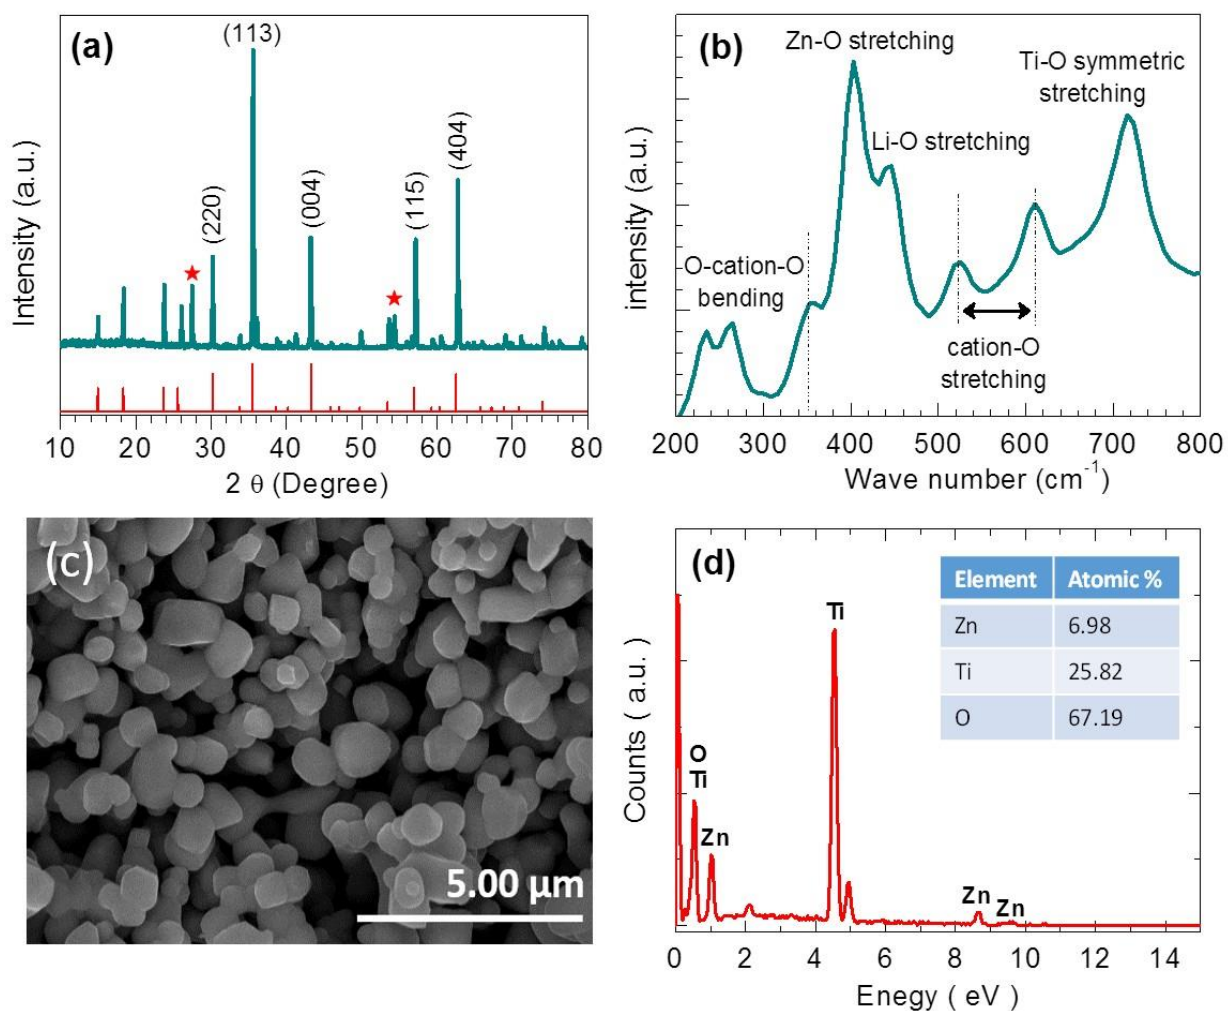 (a)
(113)
(220)
(004)
(115)
(404)
Intensity (a.u.)
10 20 30 40 50 60 70 80
2 θ (Degree)
(b)
Zn-O stretching
Ti-O symmetric
stretching
Li-O stretching
O-cation-O
bending
cation-O
stretching
intensity (a.u.)
200 300 400 500 600 700 800
Wave number (cm-1)
(c)
5.00 µm
(d)
Element Atomic %
Zn 6.98
Ti 25.82
O 67.19
Ti
O
Ti
Zn
Zn
Zn
Counts ( a.u. )
0 2 4 6 8 10 12 14
Enegy ( eV )